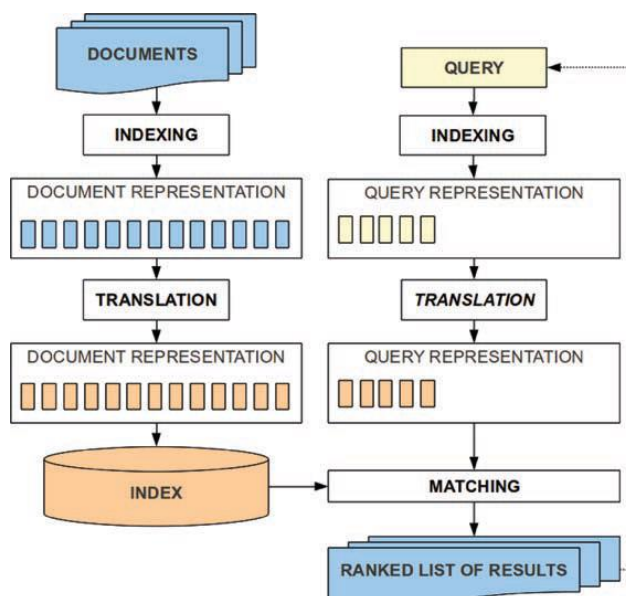 DOCUMENTS
INDEXING
DOCUMENT REPRESENTATION
TRANSLATION
DOCUMENT REPRESENTATION
INDEX
QUERY
INDEXING
QUERY REPRESENTATION
TRANSLATION
QUERY REPRESENTATION
MATCHING
RANKED LIST OF RESULTS